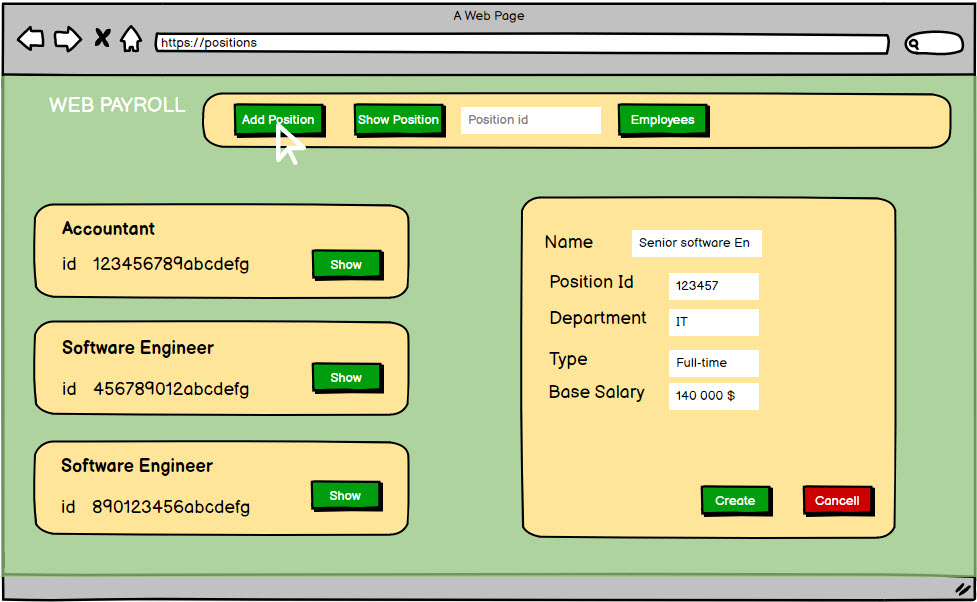 A Web Page
https://positions
WEB PAYROLL
Add Position
Show Position
Position id
Employees
Accountant
id 123456789abcdefg
Show
Software Engineer
id 456789012abcdefg
Show
Software Engineer
id 890123456abcdefg
Show
Name Senior software En
Position Id 123457
Department IT
Type Full-time
Base Salary 140 000 $
Create
Cancell